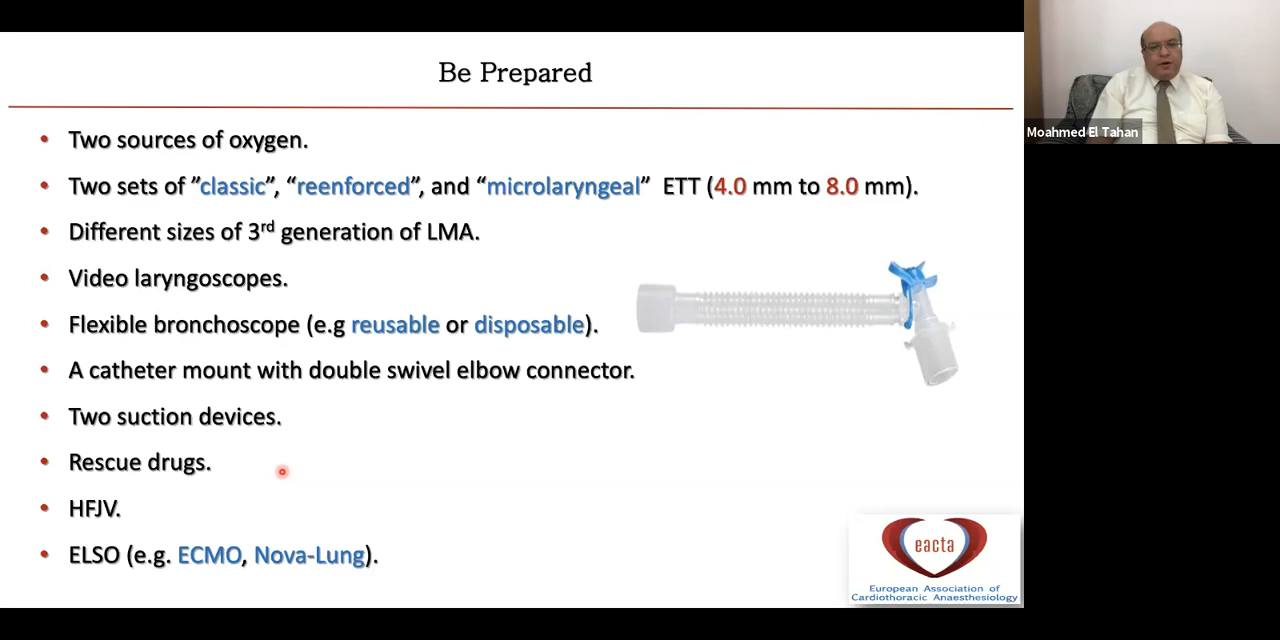 Be Prepared
• Two sources of oxygen.
• Two sets of ”classic”, “reenforced”, and “microlaryngeal” ETT (4.0 mm to 8.0 mm).
• Different sizes of 3rd generation of LMA.
• Video laryngoscopes.
• Flexible bronchoscope (e.g reusable or disposable).
• A catheter mount with double swivel elbow connector.
• Two suction devices.
• Rescue drugs.
• HFJV.
• ELSO (e.g. ECMO, Nova-Lung).
eacta
European Association of
Cardiothoracic Anaesthesiology
Moahmed El Tahan